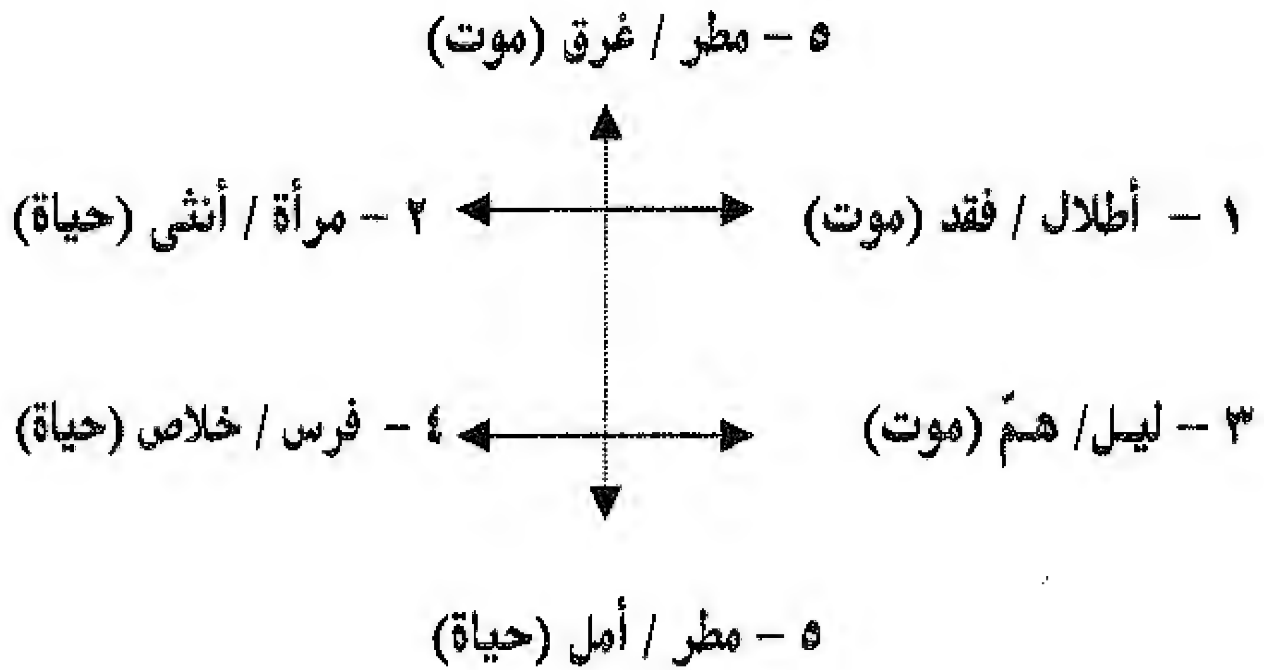 ٥ – مطر / غرق (موت)
١ – أطلال / فقد (موت)
٢ – مرأة / أنثى (حياة)
٣ – ليل/ همّ (موت)
٤ – فرس / خلاص (حياة)
٥ – مطر / أمل (حياة)